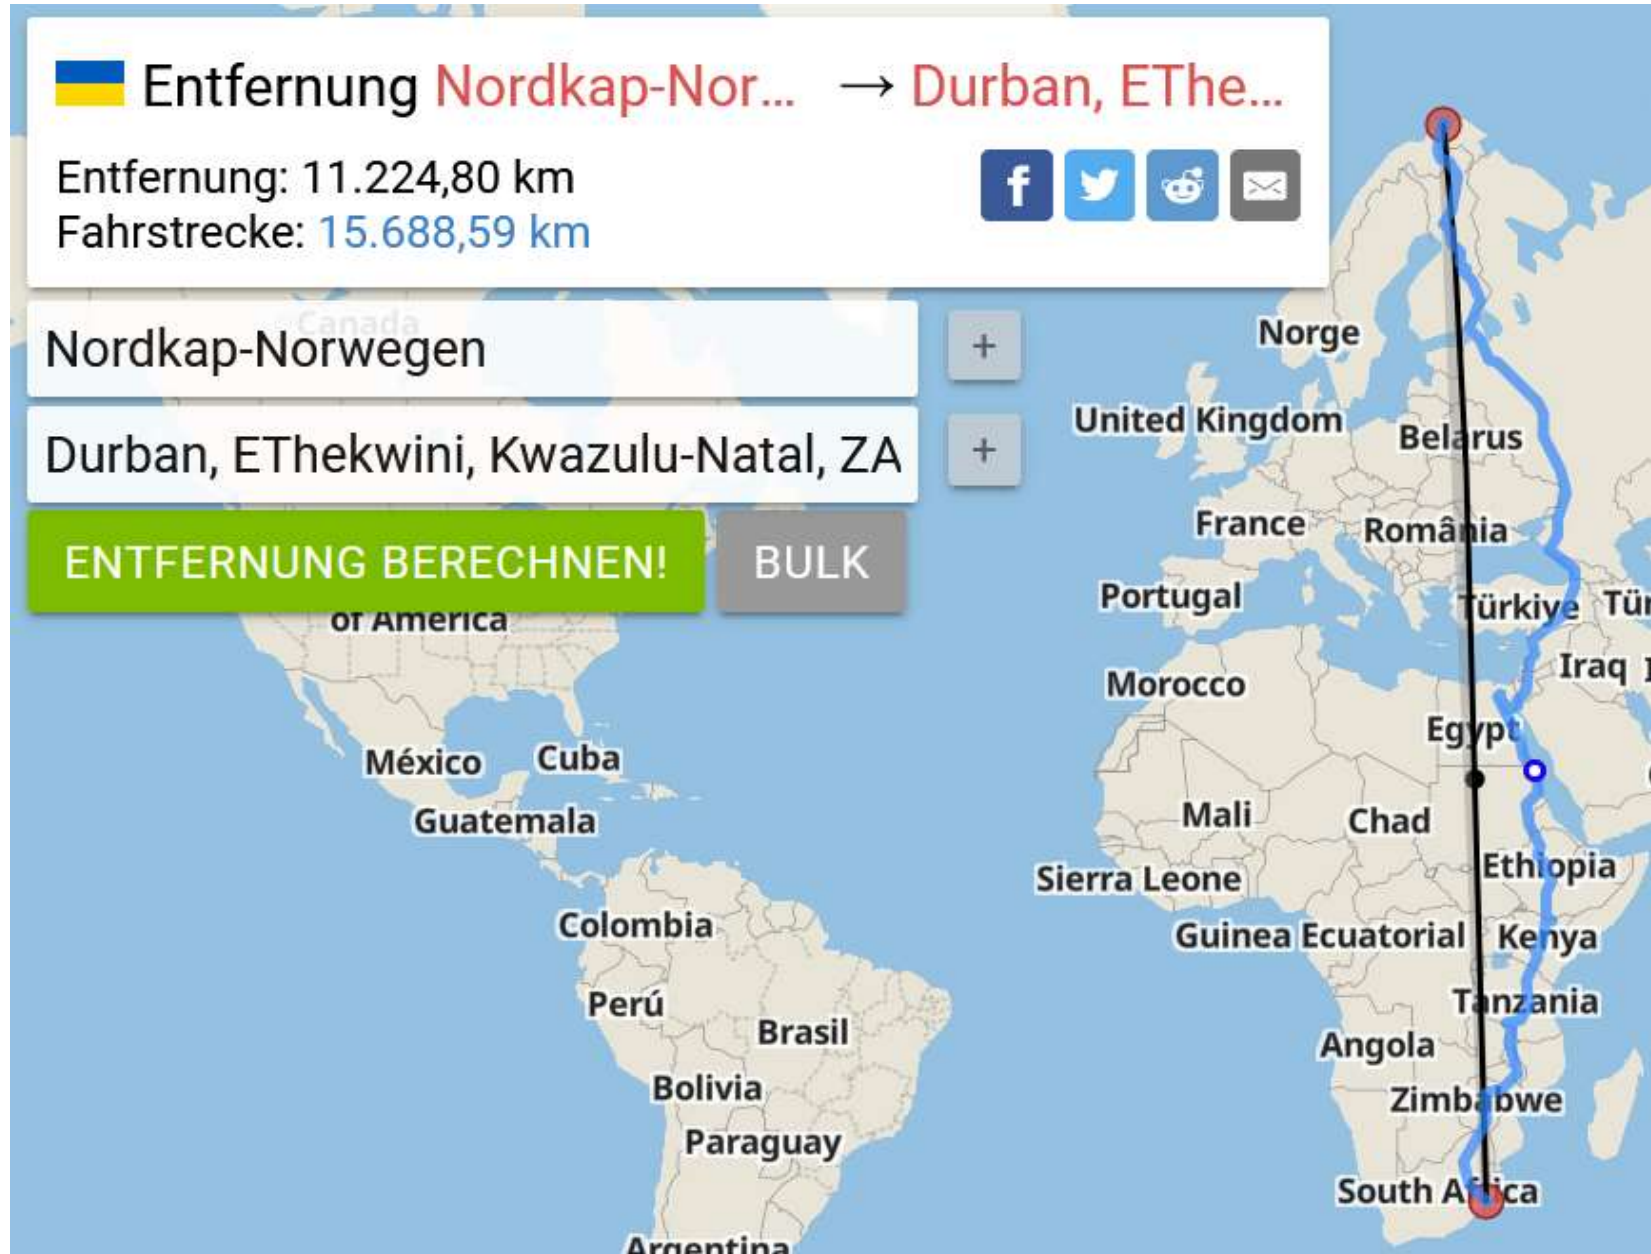 Entfernung Nordkap-Nor... → Durban, EThe...
Entfernung: 11.224,80 km
Fahrstrecke: 15.688,59 km
Canada
Nordkap-Norwegen
+
Durban, EThekwini, Kwazulu-Natal, ZA
+
ENTFERNUNG BERECHNEN!
BULK
of America
México
Cuba
Guatemala
Colombia
Perú
Brasil
Bolivia
Paraguay
Argentina
Norge
United Kingdom
Belarus
France
România
Portugal
Türkiye
Iraq
Morocco
Egypt
Mali
Chad
Sierra Leone
Ethiopia
Guinea Ecuatorial
Kenya
Tanzania
Angola
Zimbabwe
South Africa